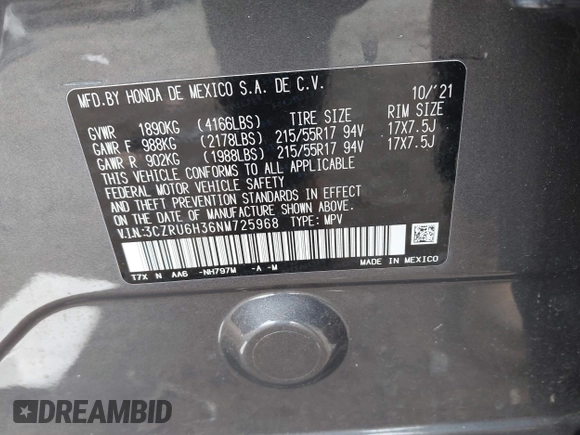 MFD.BY HONDA DE MEXICO S.A. DE C.V. 10/'21
GVWR 1890KG (4166LBS) TIRE SIZE RIM SIZE
GAWR F 988KG (2178LBS) 215/55R17 94V 17X7.5J
GAWR R 902KG (1988LBS) 215/55R17 94V 17X7.5J
THIS VEHICLE CONFORMS TO ALL APPLICABLE
FEDERAL MOTOR VEHICLE SAFETY
AND THEFT PREVENTION STANDARDS IN EFFECT
ON THE DATE OF MANUFACTURE SHOWN ABOVE.
V.I.N:3CZRU6H36NM725968 TYPE: MPV
T7X N AA6 -NH797M -A -M MADE IN MEXICO
DREAMBID